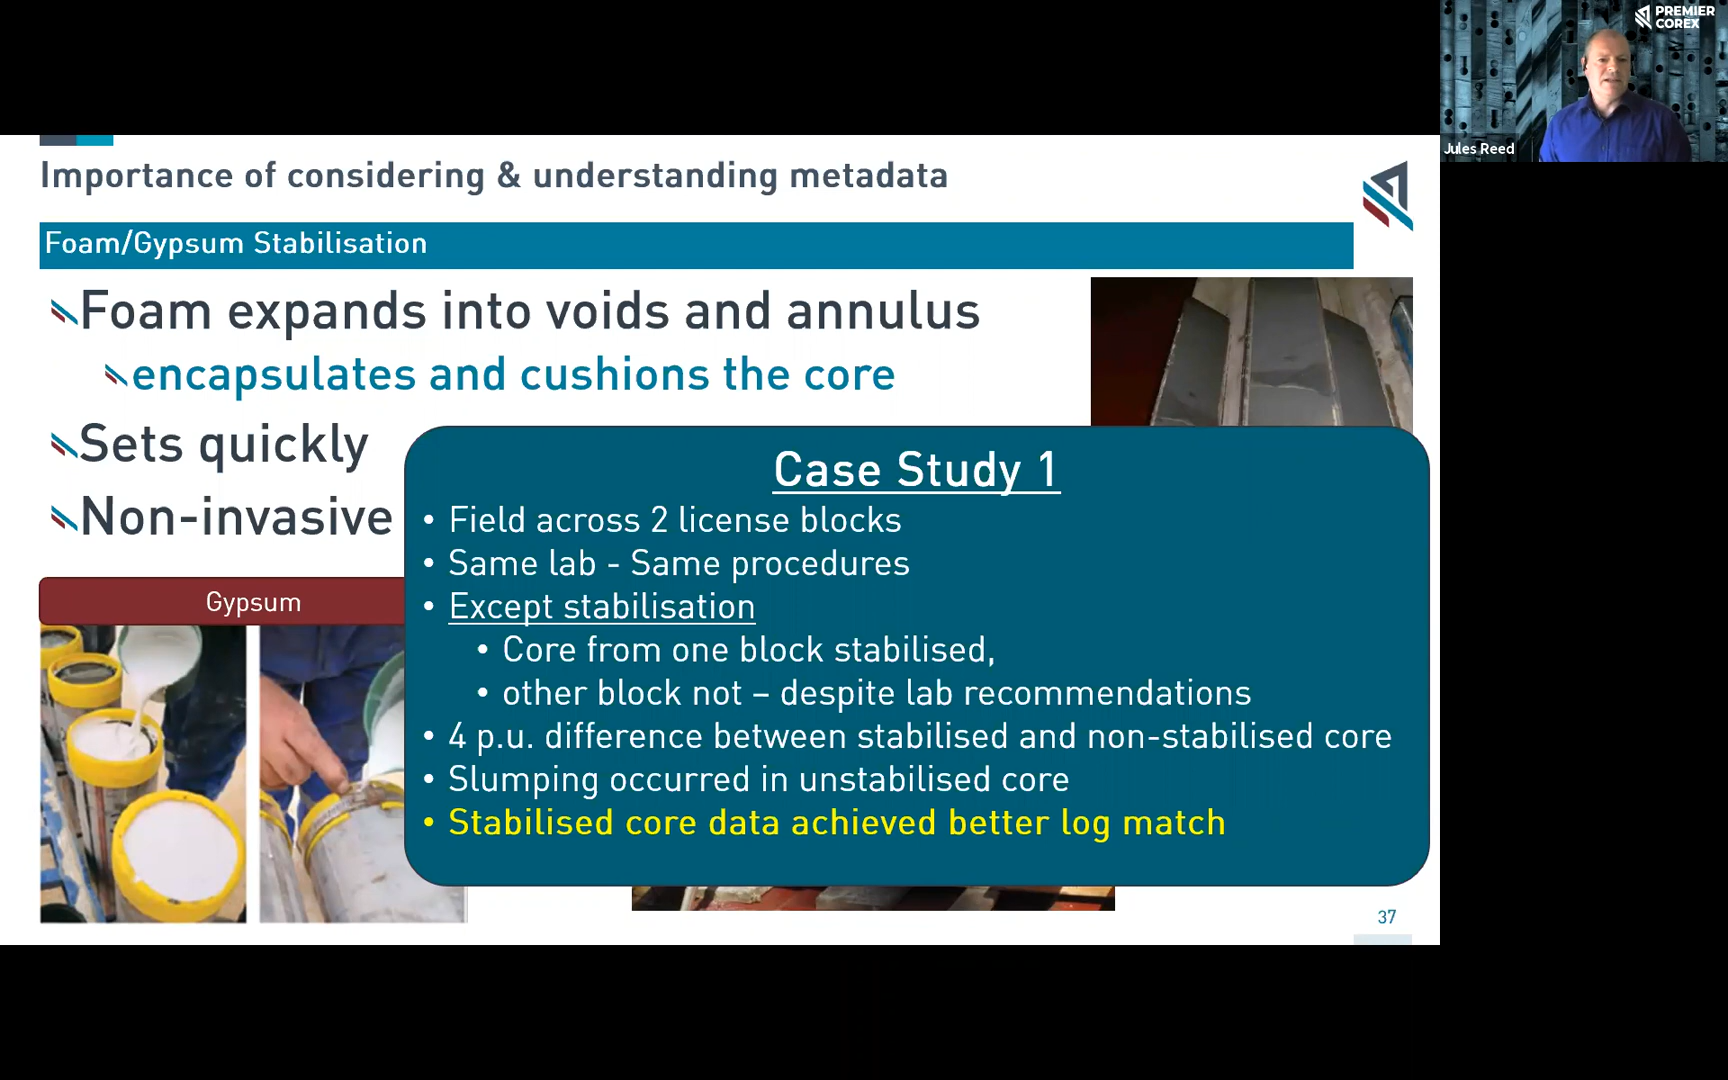 PREMIER
COREX
Jules Reed
Importance of considering & understanding metadata
Foam/Gypsum Stabilisation
Foam expands into voids and annulus
encapsulates and cushions the core
Sets quickly
Non-invasive
Gypsum
Case Study 1
• Field across 2 license blocks
• Same lab - Same procedures
• Except stabilisation
• Core from one block stabilised,
• other block not – despite lab recommendations
• 4 p.u. difference between stabilised and non-stabilised core
• Slumping occurred in unstabilised core
• Stabilised core data achieved better log match
37